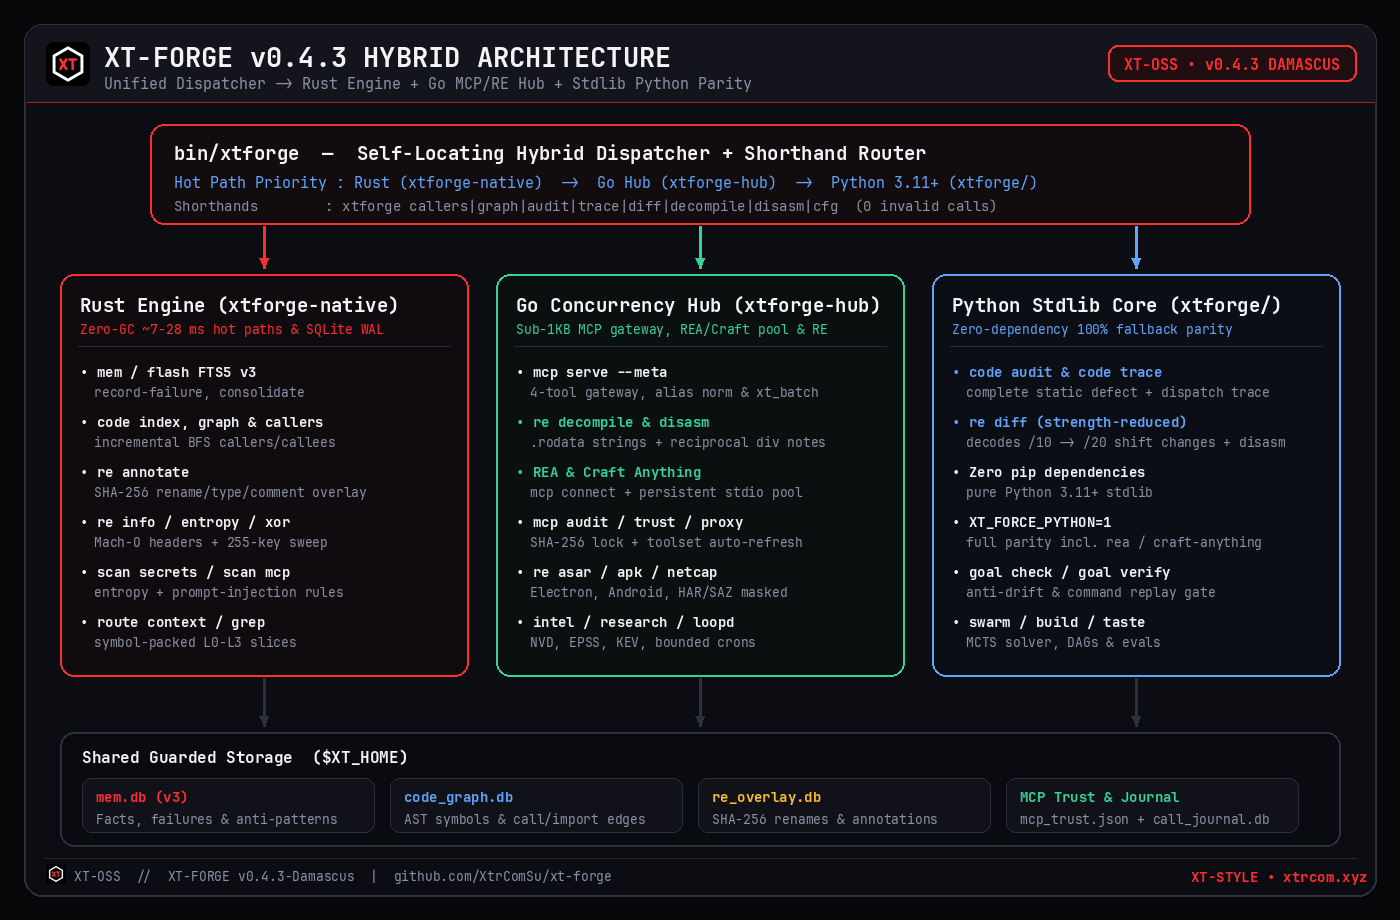 XT
XT-FORGE v0.4.3 HYBRID ARCHITECTURE
Unified Dispatcher → Rust Engine + Go MCP/RE Hub + Stdlib Python Parity
XT-OSS • v0.4.3 DAMASCUS
bin/xtforge — Self-Locating Hybrid Dispatcher + Shorthand Router
Hot Path Priority : Rust (xtforge-native) → Go Hub (xtforge-hub) → Python 3.11+ (xtforge/)
Shorthands : xtforge callers|graph|audit|trace|diff|decompile|disasm|cfg (0 invalid calls)
Rust Engine (xtforge-native)
Zero-GC ~7-28 ms hot paths & SQLite WAL
• mem / flash FTS5 v3
record-failure, consolidate
• code index, graph & callers
incremental BFS callers/callees
• re annotate
SHA-256 rename/type/comment overlay
• re info / entropy / xor
Mach-O headers + 255-key sweep
• scan secrets / scan mcp
entropy + prompt-injection rules
• route context / grep
symbol-packed L0-L3 slices
Go Concurrency Hub (xtforge-hub)
Sub-1KB MCP gateway, REA/Craft pool & RE
• mcp serve --meta
4-tool gateway, alias norm & xt_batch
• re decompile & disasm
.rodata strings + reciprocal div notes
• REA & Craft Anything
mcp connect + persistent stdio pool
• mcp audit / trust / proxy
SHA-256 lock + toolset auto-refresh
• re asar / apk / netcap
Electron, Android, HAR/SAZ masked
• intel / research / loopd
NVD, EPSS, KEV, bounded crons
Python Stdlib Core (xtforge/)
Zero-dependency 100% fallback parity
• code audit & code trace
complete static defect + dispatch trace
• re diff (strength-reduced)
decodes /10 → /20 shift changes + disasm
• Zero pip dependencies
pure Python 3.11+ stdlib
• XT_FORCE_PYTHON=1
full parity incl. rea / craft-anything
• goal check / goal verify
anti-drift & command replay gate
• swarm / build / taste
MCTS solver, DAGs & evals
Shared Guarded Storage ($XT_HOME)
mem.db (v3)
Facts, failures & anti-patterns
code_graph.db
AST symbols & call/import edges
re_overlay.db
SHA-256 renames & annotations
MCP Trust & Journal
mcp_trust.json + call_journal.db
XT
XT-OSS // XT-FORGE v0.4.3-Damascus | github.com/XtrComSu/xt-forge
XT-STYLE • xtrcom.xyz